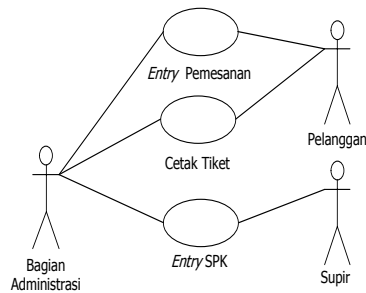 Entry Pemesanan
Pelanggan
Cetak Tiket
Entry SPK
Bagian
Administrasi
Supir